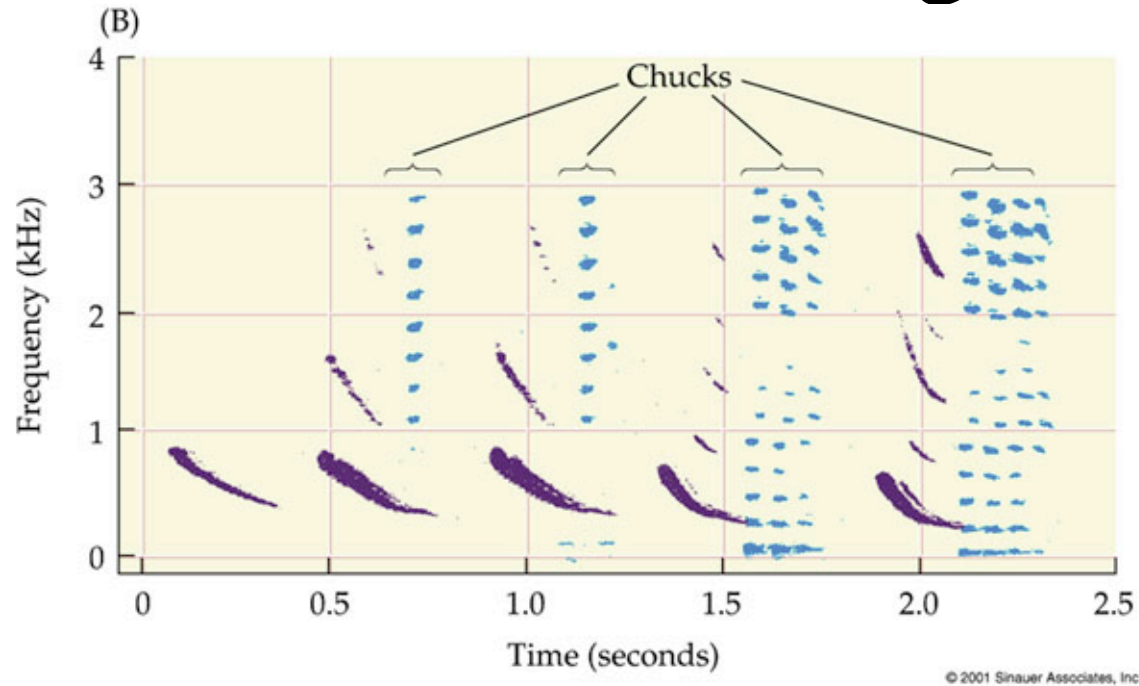 (B)
Chucks
4
3
2
1
0
Frequency (kHz)
0 0.5 1.0 1.5 2.0 2.5
Time (seconds)
© 2001 Sinauer Associates, Inc